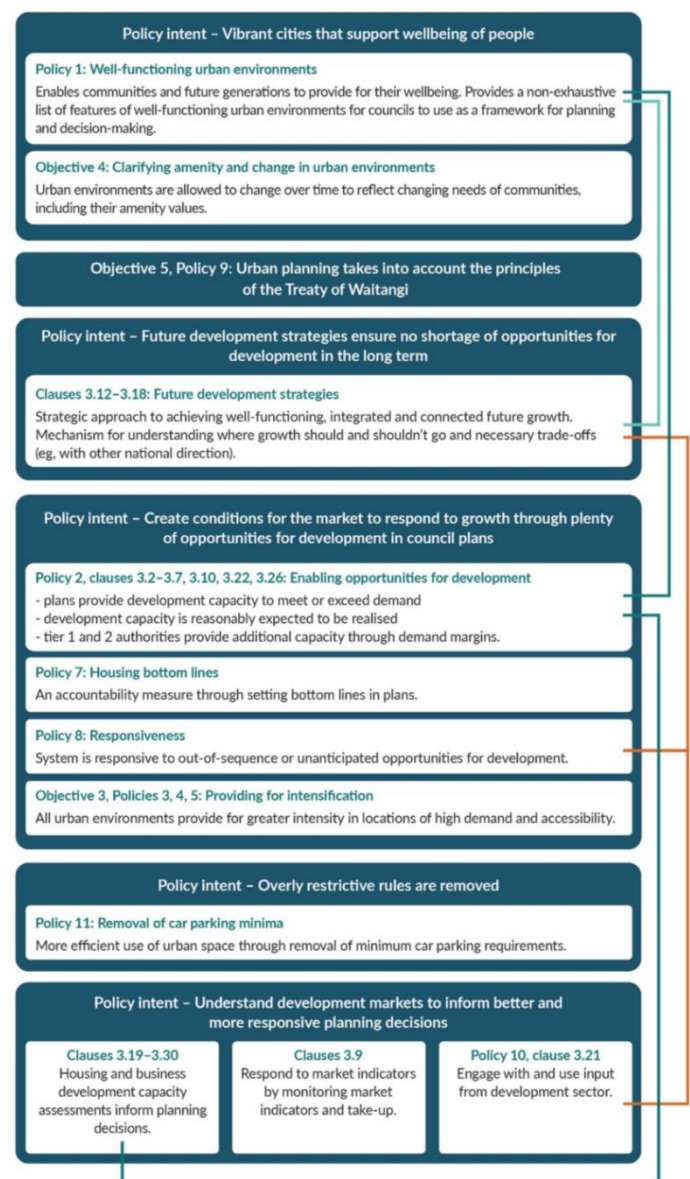 Policy intent – Vibrant cities that support wellbeing of people
Policy 1: Well-functioning urban environments
Enables communities and future generations to provide for their wellbeing. Provides a non-exhaustive
list of features of well-functioning urban environments for councils to use as a framework for planning
and decision-making.
Objective 4: Clarifying amenity and change in urban environments
Urban environments are allowed to change over time to reflect changing needs of communities,
including their amenity values.
Objective 5, Policy 9: Urban planning takes into account the principles
of the Treaty of Waitangi
Policy intent – Future development strategies ensure no shortage of opportunities for
development in the long term
Clauses 3.12–3.18: Future development strategies
Strategic approach to achieving well-functioning, integrated and connected future growth.
Mechanism for understanding where growth should and shouldn't go and necessary trade-offs
(eg, with other national direction).
Policy intent – Create conditions for the market to respond to growth through plenty
of opportunities for development in council plans
Policy 2, clauses 3.2–3.7, 3.10, 3.22, 3.26: Enabling opportunities for development
- plans provide development capacity to meet or exceed demand
- development capacity is reasonably expected to be realised
- tier 1 and 2 authorities provide additional capacity through demand margins.
Policy 7: Housing bottom lines
An accountability measure through setting bottom lines in plans.
Policy 8: Responsiveness
System is responsive to out-of-sequence or unanticipated opportunities for development.
Objective 3, Policies 3, 4, 5: Providing for intensification
All urban environments provide for greater intensity in locations of high demand and accessibility.
Policy intent – Overly restrictive rules are removed
Policy 11: Removal of car parking minima
More efficient use of urban space through removal of minimum car parking requirements.
Policy intent – Understand development markets to inform better and
more responsive planning decisions
Clauses 3.19–3.30
Housing and business
development capacity
assessments inform planning
decisions.
Clauses 3.9
Respond to market indicators
by monitoring market
indicators and take-up.
Policy 10, clause 3.21
Engage with and use input
from development sector.